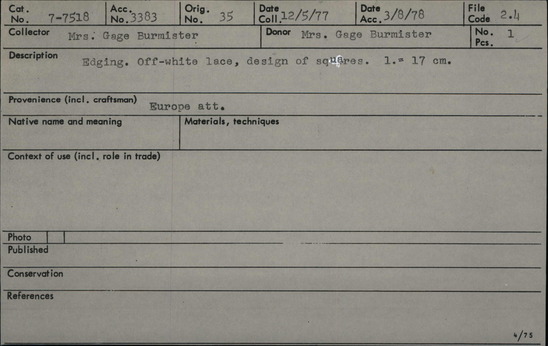 Cat. No. 7-7518 Acc. No. 3383 Orig. No. 35 Date Coll. 12/5/77 Date Acc. 3/8/78 File Code 2.4
Collector Mrs. Gage Burmister Donor Mrs. Gage Burmister No. Pcs. 1
Description Edging. Off-white lace, design of squares. l.= 17 cm.
Provenience (incl. craftsman) Europe att.
Native name and meaning Materials, techniques
Context of use (incl. role in trade)
Photo
Published
Conservation
References
4/75